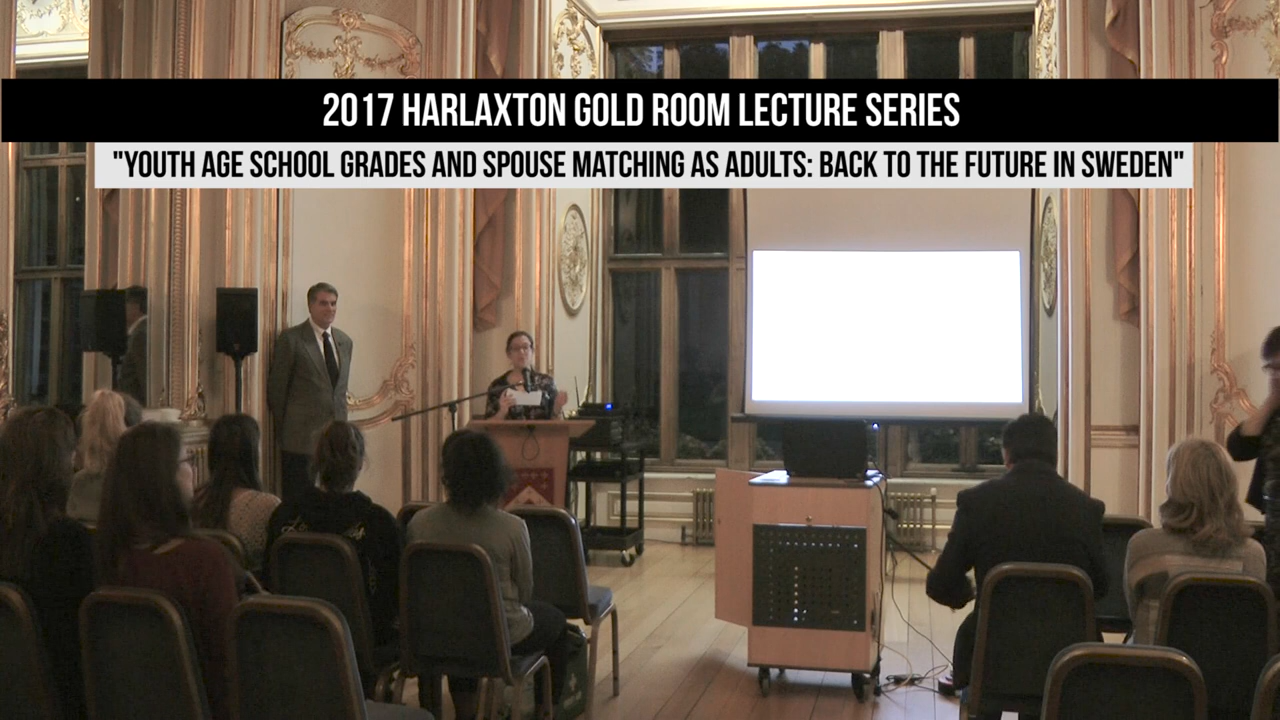 2017 HARLAXTON GOLD ROOM LECTURE SERIES
"YOUTH AGE SCHOOL GRADES AND SPOUSE MATCHING AS ADULTS: BACK TO THE FUTURE IN SWEDEN"